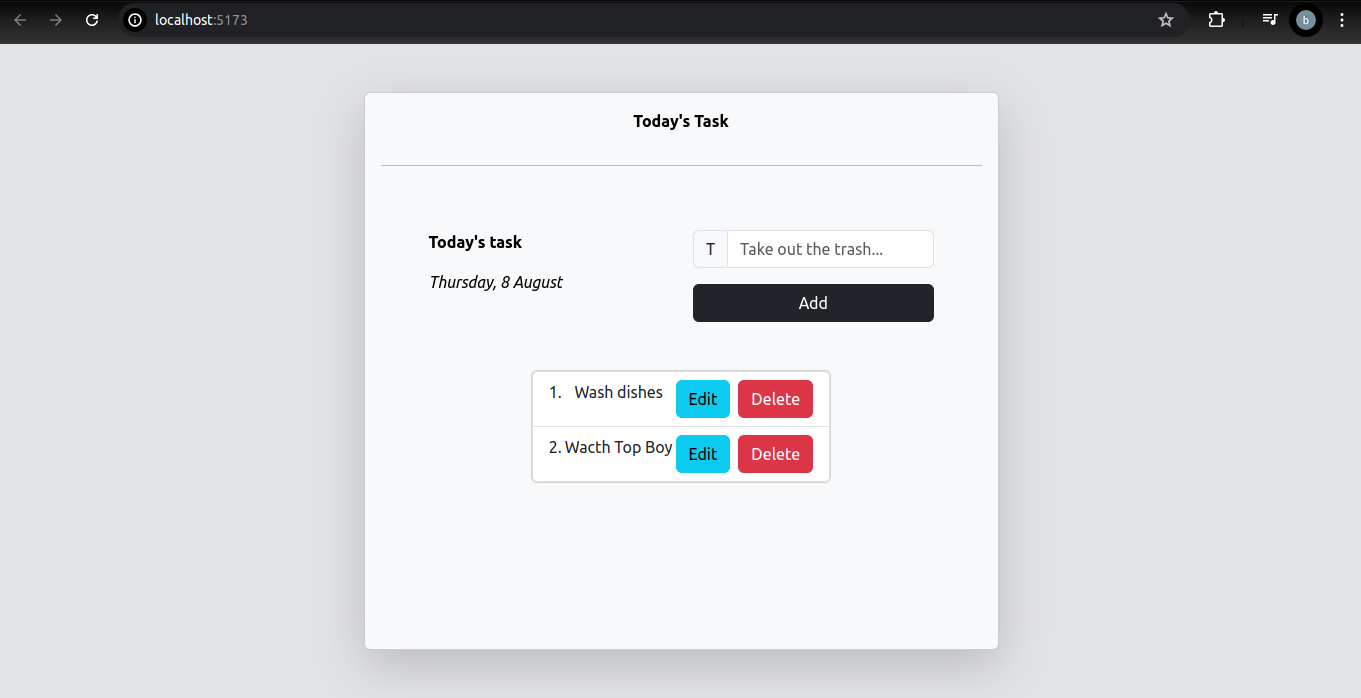 localhost:5173
b
Today's Task
Today's task
Thursday, 8 August
T Take out the trash...
Add
1. Wash dishes Edit Delete
2. Wacth Top Boy Edit Delete